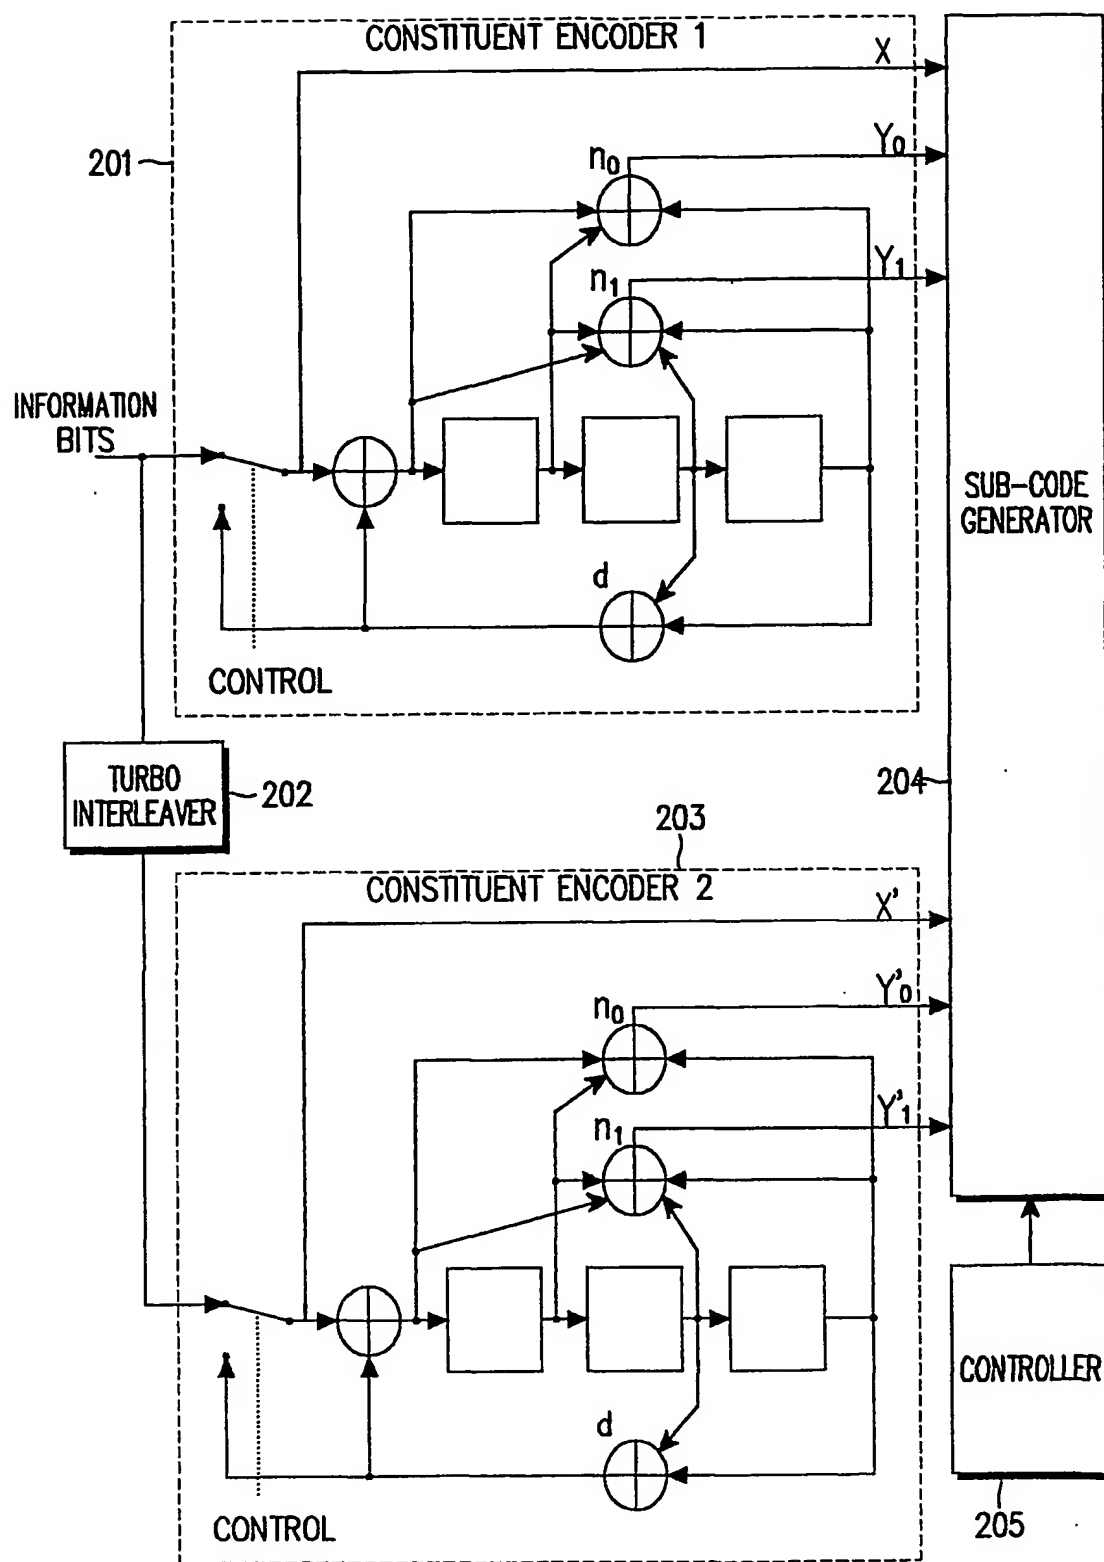 CONSTITUENT ENCODER 1
X
201
n0
Y0
n1
Y1
INFORMATION
BITS
SUB-CODE
GENERATOR
d
CONTROL
TURBO
INTERLEAVER
202
204
203
CONSTITUENT ENCODER 2
X'
n0
Y'0
n1
Y'1
CONTROLLER
d
CONTROL
205